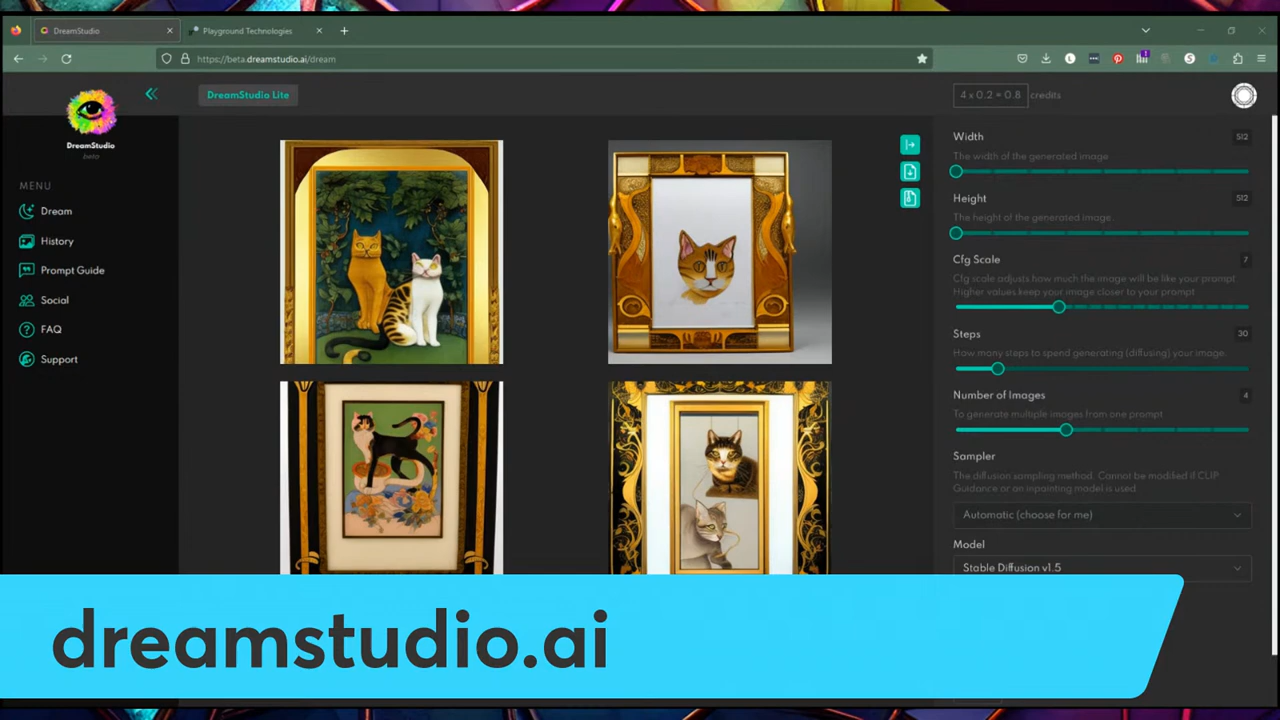 DreamStudio
Playground Technologies
https://beta.dreamstudio.ai/dream
DreamStudio
beta
DreamStudio Lite
4 x 0.2 = 0.8 credits
MENU
Dream
History
Prompt Guide
Social
FAQ
Support
Width
512
The width of the generated image
Height
512
The height of the generated image.
Cfg Scale
7
Cfg scale adjusts how much the image will be like your prompt.
Higher values keep your image closer to your prompt
Steps
30
How many steps to spend generating (diffusing) your image.
Number of Images
4
To generate multiple images from one prompt
Sampler
The diffusion sampling method. Cannot be modified if CLIP
Guidance or an inpainting model is used.
Automatic (choose for me)
Model
Stable Diffusion v1.5
dreamstudio.ai